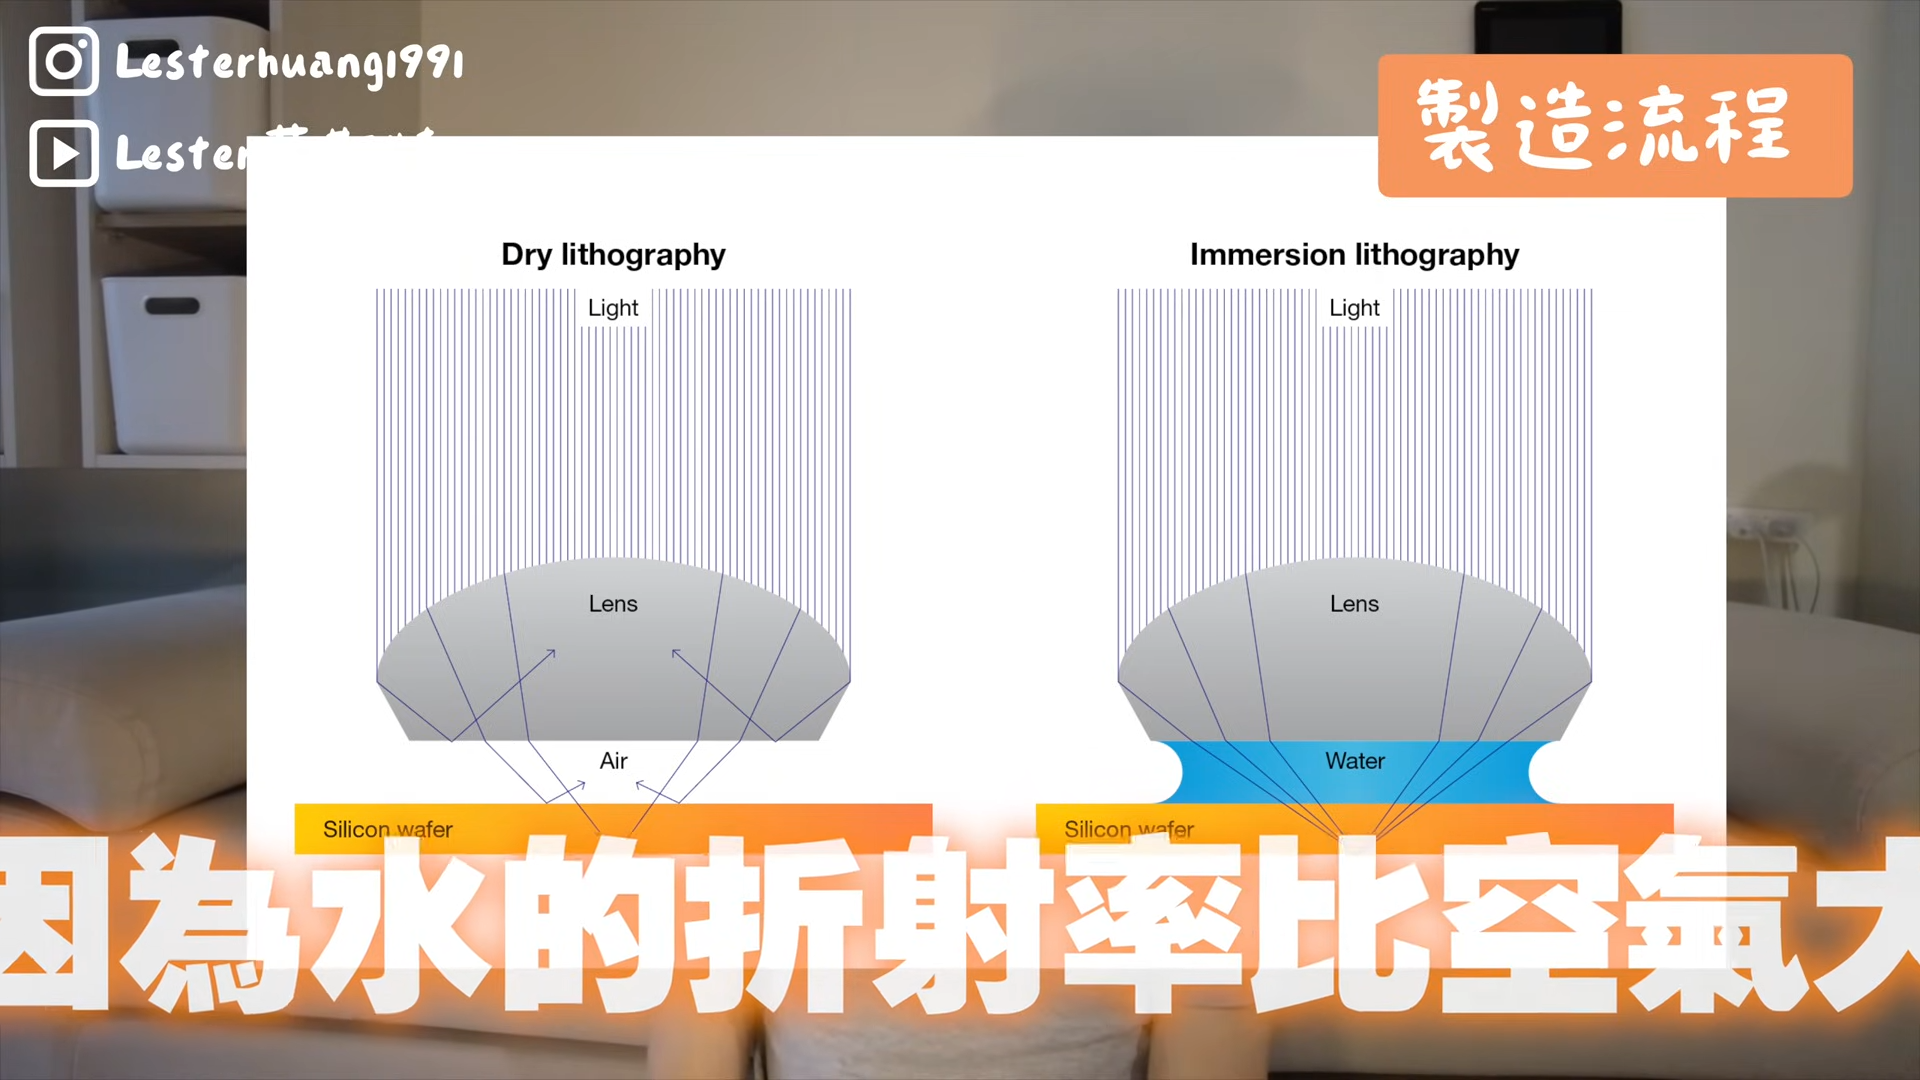 Lesterhuang1991
Lester
製造流程
Dry lithography
Immersion lithography
Light
Light
Lens
Lens
Air
Water
Silicon wafer
Silicon wafer
因為水的折射率比空氣大